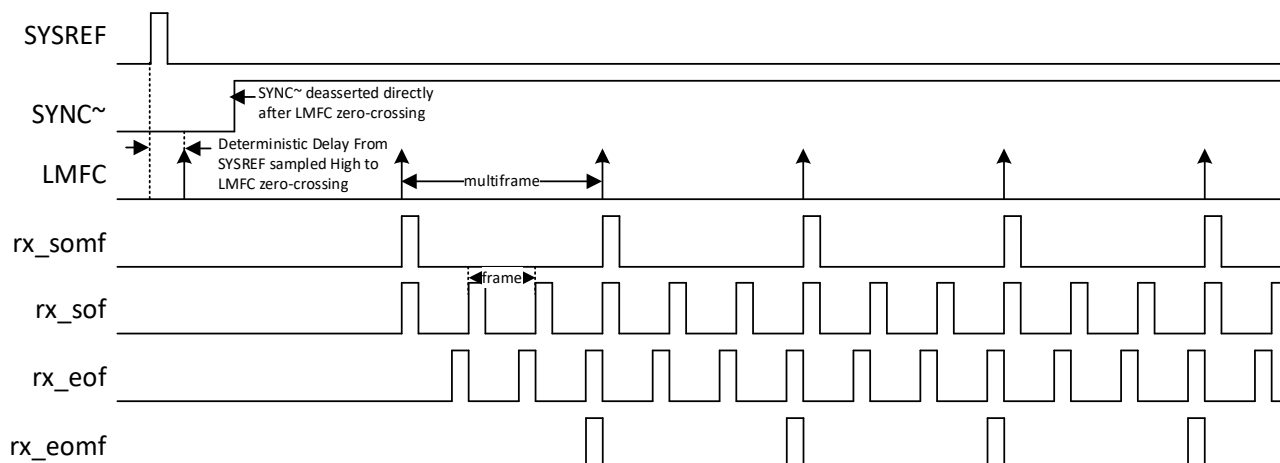 SYSREF
SYNC~
SYNC~ deasserted directly
after LMFC zero-crossing
Deterministic Delay From
SYSREF sampled High to
LMFC zero-crossing
LMFC
multiframe
rx_somf
frame
rx_sof
rx_eof
rx_eomf